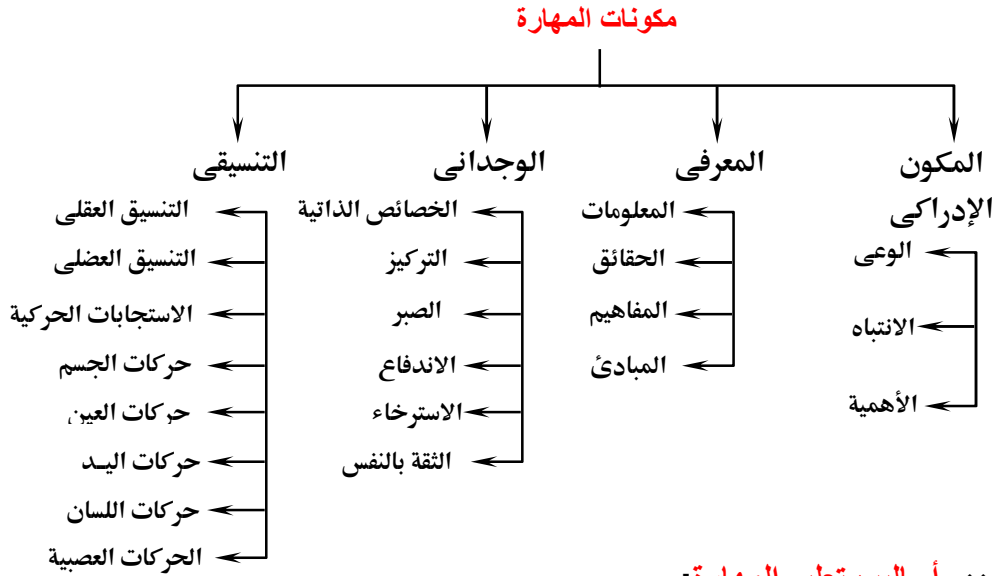 مكونات المهارة
المكون الإدراكى
الوعى
الانتباه
الأهمية
المعرفى
المعلومات
الحقائق
المفاهيم
المبادئ
الوجدانى
الخصائص الذاتية
التركيز
الصبر
الاندفاع
الاسترخاء
الثقة بالنفس
التنسيقى
التنسيق العقلى
التنسيق العضلى
الاستجابات الحركية
حركات الجسم
حركات العين
حركات اليـد
حركات اللسان
الحركات العصبية